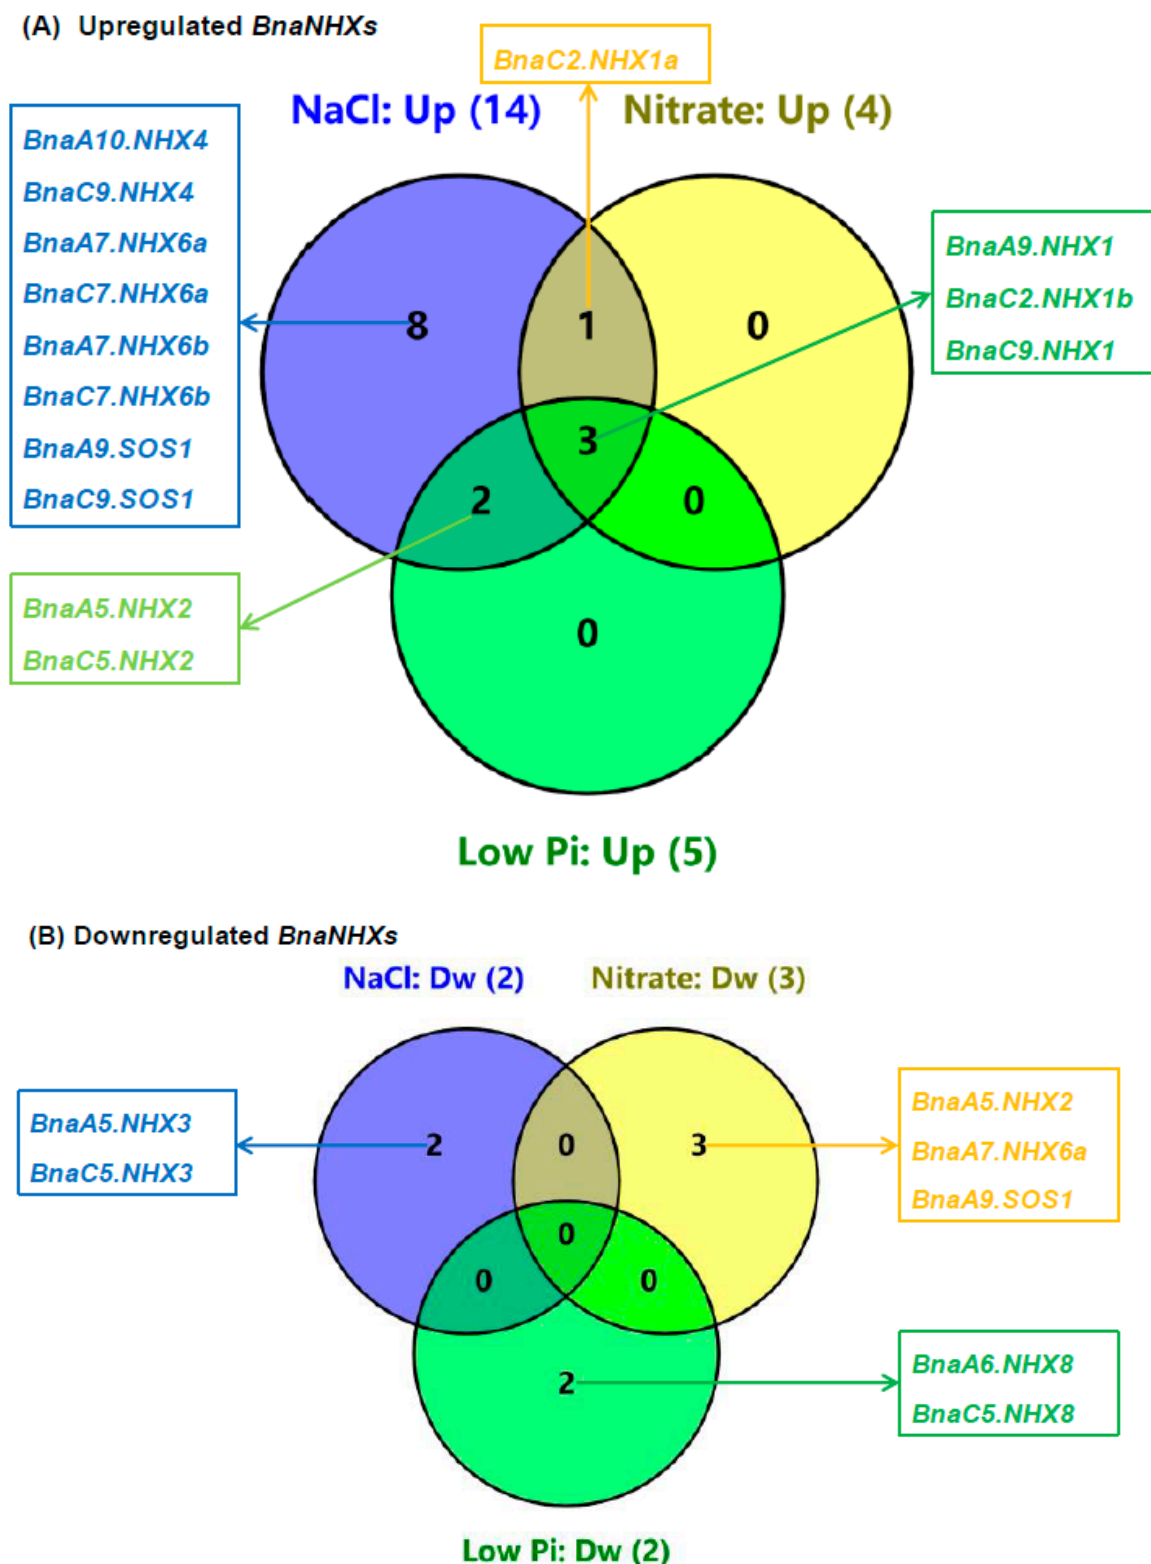 (A) Upregulated BnaNHXs
BnaC2.NHX1a
NaCl: Up (14)
Nitrate: Up (4)
BnaA10.NHX4
BnaC9.NHX4
BnaA7.NHX6a
BnaC7.NHX6a
BnaA7.NHX6b
BnaC7.NHX6b
BnaA9.SOS1
BnaC9.SOS1
BnaA9.NHX1
BnaC2.NHX1b
BnaC9.NHX1
8
1
0
3
2
0
0
BnaA5.NHX2
BnaC5.NHX2
Low Pi: Up (5)
(B) Downregulated BnaNHXs
NaCl: Dw (2)
Nitrate: Dw (3)
BnaA5.NHX3
BnaC5.NHX3
2
0
3
0
0
0
2
BnaA5.NHX2
BnaA7.NHX6a
BnaA9.SOS1
BnaA6.NHX8
BnaC5.NHX8
Low Pi: Dw (2)